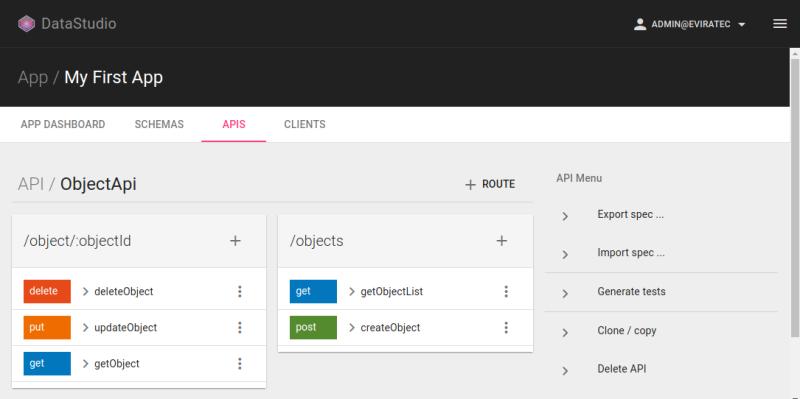 DataStudio
ADMIN@EVIRATEC
App / My First App
APP DASHBOARD SCHEMAS APIS CLIENTS
API / ObjectApi
+ ROUTE
/object/:objectId +
delete deleteObject
put updateObject
get getObject
/objects +
get getObjectList
post createObject
API Menu
Export spec ...
Import spec ...
Generate tests
Clone / copy
Delete API